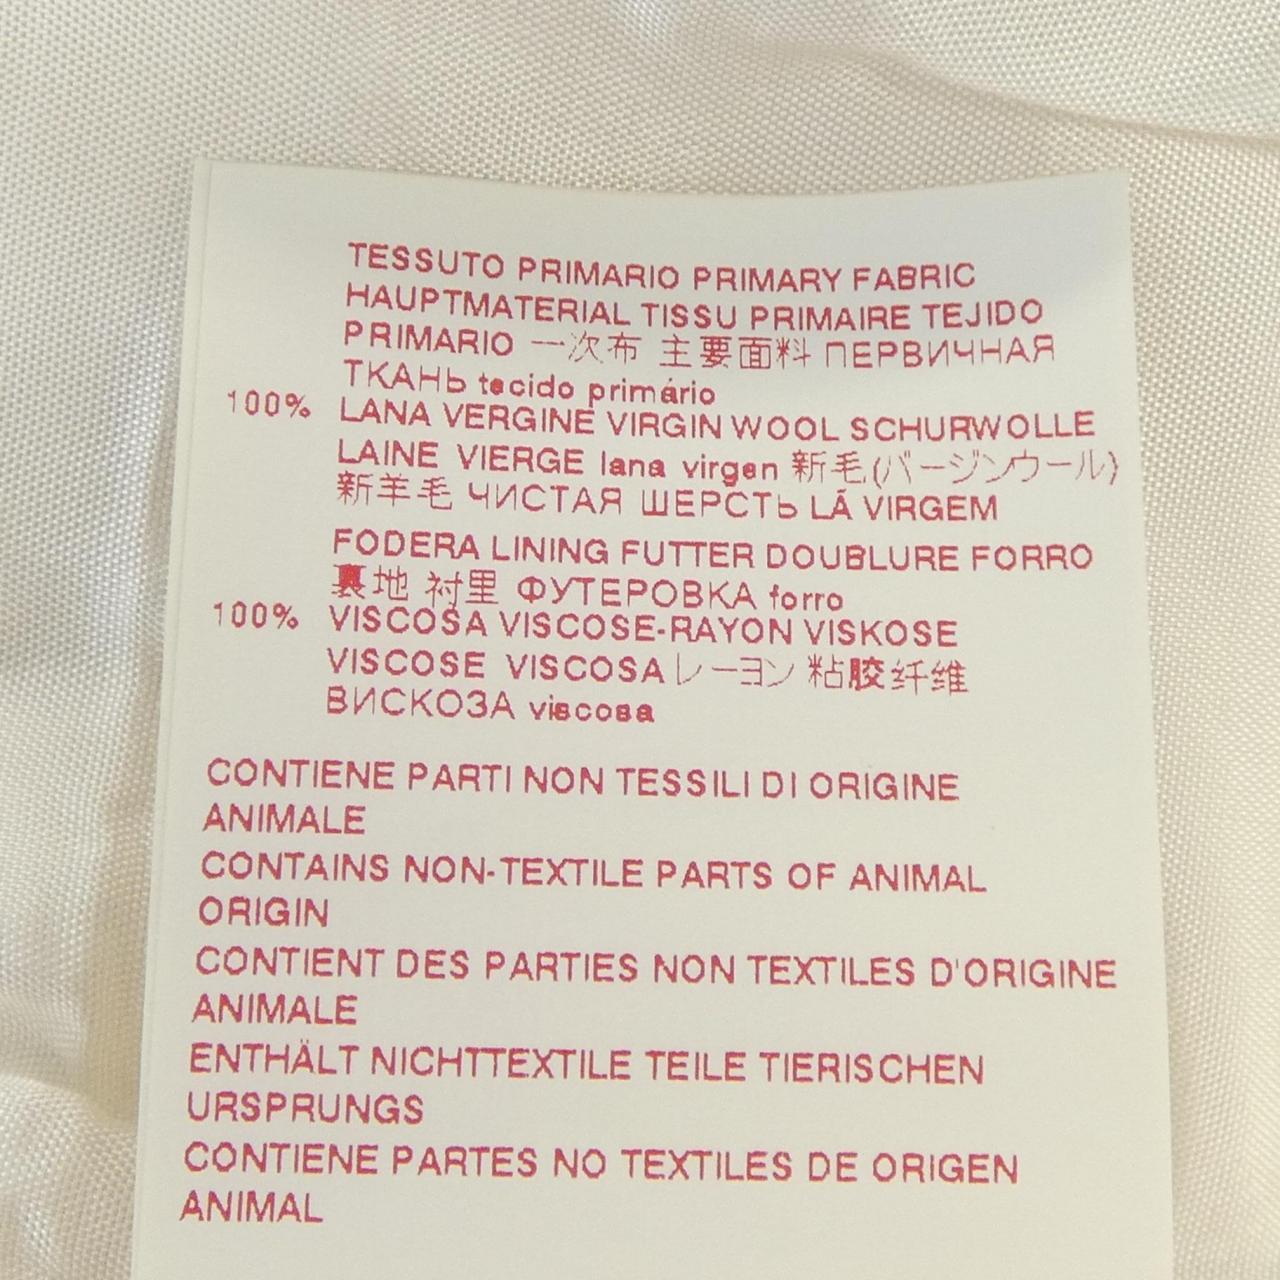 TESSUTO PRIMARIO PRIMARY FABRIC
HAUPTMATERIAL TISSU PRIMAIRE TEJIDO
PRIMARIO 一次布 主要面料 ПЕРВИЧНАЯ
ТКАНЬ tecido primário
100% LANA VERGINE VIRGIN WOOL SCHURWOLLE
LAINE VIERGE lana virgen 新毛(バージンウール)
新羊毛 ЧИСТАЯ ШЕРСТЬ LÃ VIRGEM
FODERA LINING FUTTER DOUBLURE FORRO
裏地 衬里 ФУТЕРОВКА forro
100% VISCOSA VISCOSE-RAYON VISKOSE
VISCOSE VISCOSA レーヨン 粘胶纤维
ВИСКОЗА viscosa
CONTIENE PARTI NON TESSILI DI ORIGINE
ANIMALE
CONTAINS NON-TEXTILE PARTS OF ANIMAL
ORIGIN
CONTIENT DES PARTIES NON TEXTILES D'ORIGINE
ANIMALE
ENTHÄLT NICHTTEXTILE TEILE TIERISCHEN
URSPRUNGS
CONTIENE PARTES NO TEXTILES DE ORIGEN
ANIMAL